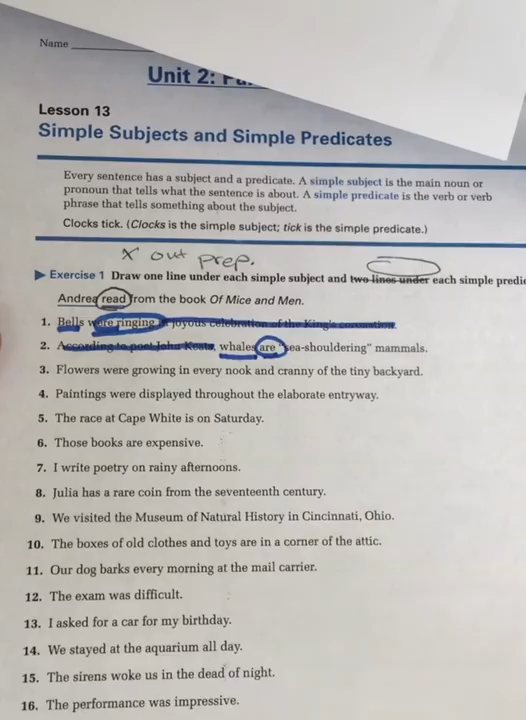 Name
Unit 2:
Lesson 13
Simple Subjects and Simple Predicates
Every sentence has a subject and a predicate. A simple subject is the main noun or
pronoun that tells what the sentence is about. A simple predicate is the verb or verb
phrase that tells something about the subject.
Clocks tick. (Clocks is the simple subject; tick is the simple predicate.)
x out prep.
▶ Exercise 1 Draw one line under each simple subject and two lines under each simple
Andrea read from the book Of Mice and Men.
1. Bells were ringing in joyous celebration of the King's coronation.
2. According to poet John Keats, whales are "sea-shouldering" mammals.
3. Flowers were growing in every nook and cranny of the tiny backyard.
4. Paintings were displayed throughout the elaborate entryway.
5. The race at Cape White is on Saturday.
6. Those books are expensive.
7. I write poetry on rainy afternoons.
8. Julia has a rare coin from the seventeenth century.
9. We visited the Museum of Natural History in Cincinnati, Ohio.
10. The boxes of old clothes and toys are in a corner of the attic.
11. Our dog barks every morning at the mail carrier.
12. The exam was difficult.
13. I asked for a car for my birthday.
14. We stayed at the aquarium all day.
15. The sirens woke us in the dead of night.
16. The performance was impressive.